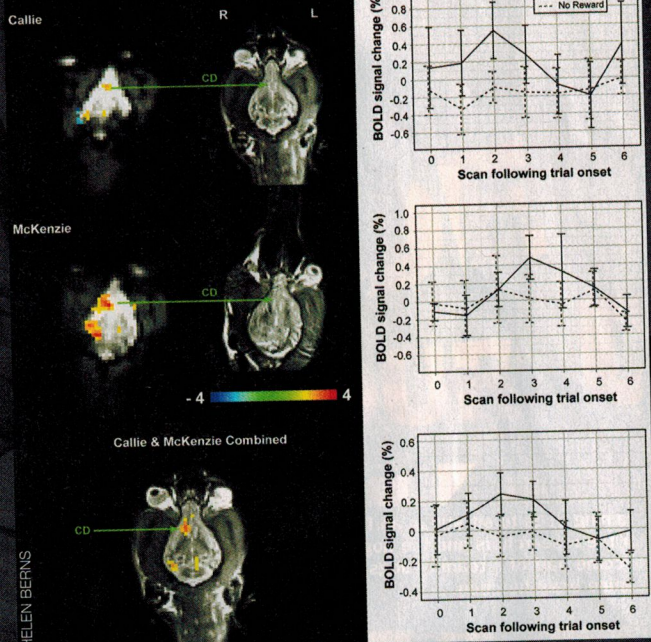 Callie
R L
CD
McKenzie
CD
- 4 4
Callie & McKenzie Combined
CD
HELEN BERNS
No Reward
BOLD signal change (%
0.8
0.6
0.4
0.2
0
-0.2
-0.4
-0.6
0 1 2 3 4 5 6
Scan following trial onset
BOLD signal change (%)
1.0
0.8
0.6
0.4
0.2
0
-0.2
-0.4
-0.6
0 1 2 3 4 5 6
Scan following trial onset
BOLD signal change (%)
0.6
0.4
0.2
0
-0.2
-0.4
0 1 2 3 4 5 6
Scan following trial onset